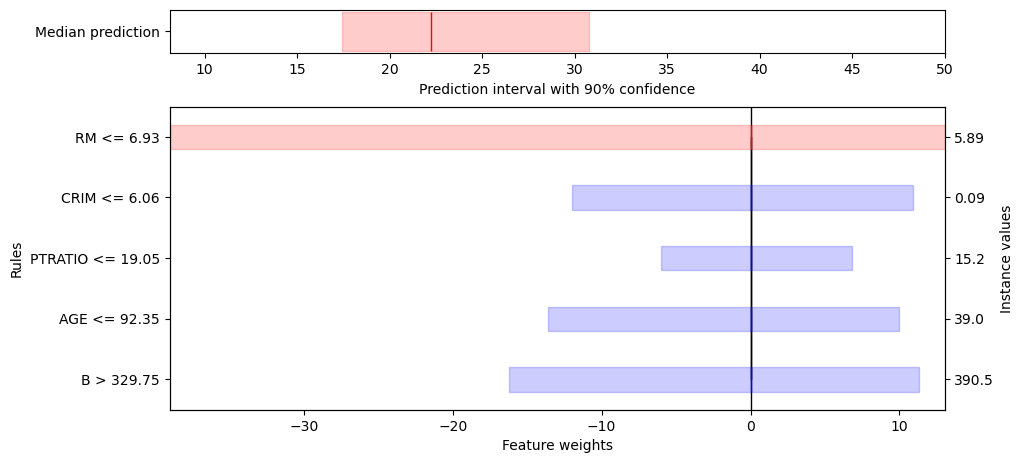 Median prediction
10 15 20 25 30 35 40 45 50
Prediction interval with 90% confidence
Rules
RM <= 6.93 5.89
CRIM <= 6.06 0.09
PTRATIO <= 19.05 15.2
AGE <= 92.35 39.0
B > 329.75 390.5
Instance values
−30 −20 −10 0 10
Feature weights